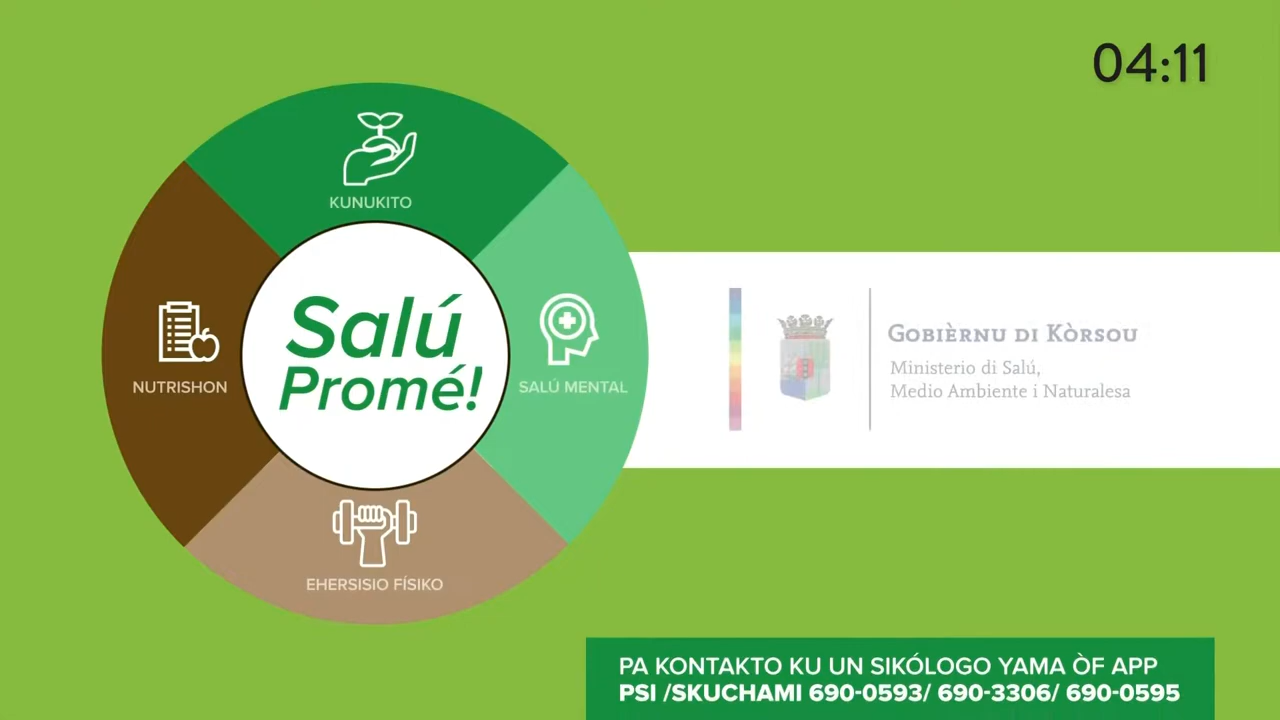 04:11
KUNUKITO
NUTRISHON
Salú
Promé!
SALÚ MENTAL
EHERSISIO FÍSIKO
GOBIÈRNU DI KÒRSOU
Ministerio di Salú,
Medio Ambiente i Naturalesa
PA KONTAKTO KU UN SIKÓLOGO YAMA ÒF APP
PSI /SKUCHAMI 690-0593/ 690-3306/ 690-0595